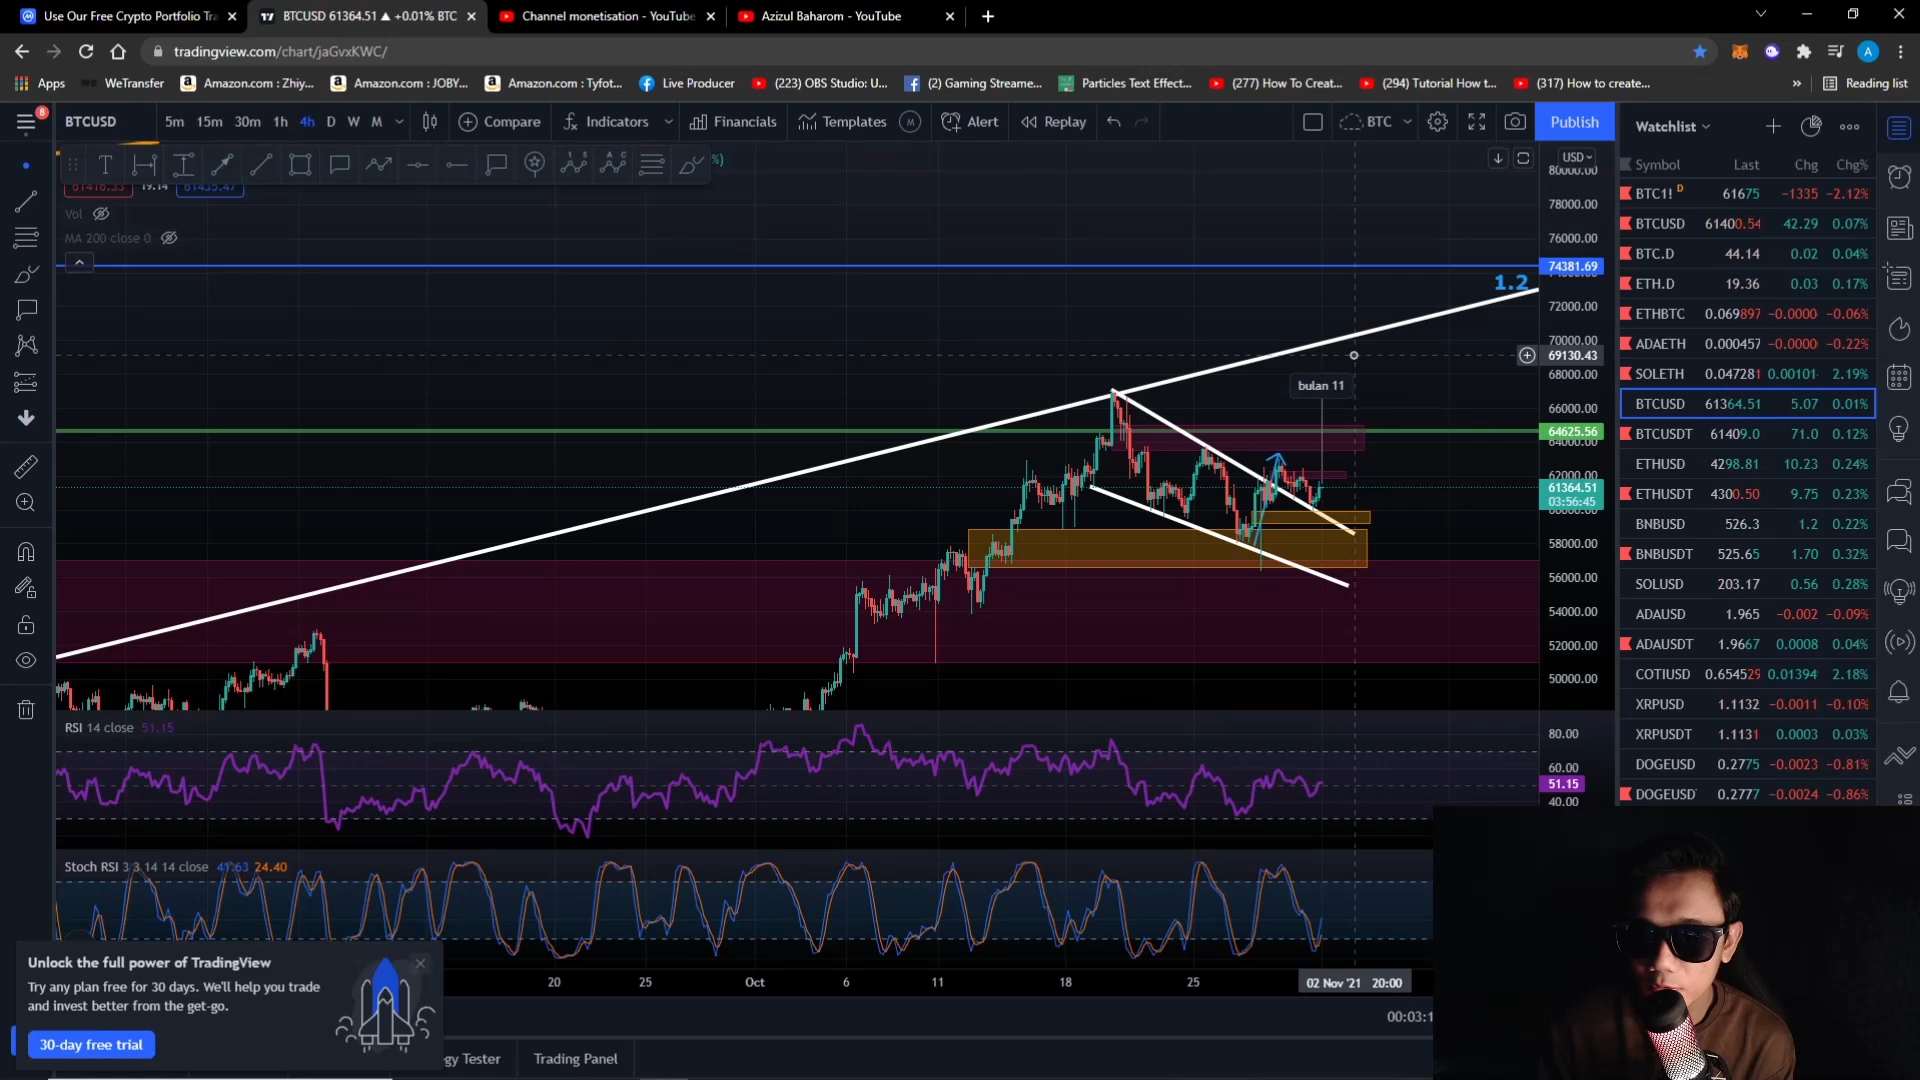 Use Our Free Crypto Portfolio Tra
BTCUSD 61364.51 ▲ +0.01% BTC
Channel monetisation - YouTube
Azizul Baharom - YouTube
tradingview.com/chart/jaGvxKWC/
A
Apps
WeTransfer
Amazon.com : Zhiy...
Amazon.com : JOBY...
Amazon.com : Tyfot...
Live Producer
(223) OBS Studio: U...
(2) Gaming Streame...
Particles Text Effect...
(277) How To Creat...
(294) Tutorial How t...
(317) How to create...
»
Reading list
8
BTCUSD
5m 15m 30m 1h 4h D W M
Compare
Indicators
Financials
Templates
M
Alert
Replay
BTC
Publish
%)
61416.33 19.14 61435.47
Vol
MA 200 close 0
USD
80000.00
78000.00
76000.00
74381.69
1.2
72000.00
70000.00
69130.43
68000.00
bulan 11
66000.00
64625.56
64000.00
62000.00
61364.51
03:56:45
60000.00
58000.00
56000.00
54000.00
52000.00
50000.00
RSI 14 close 51.15
80.00
60.00
51.15
40.00
Stoch RSI 3 3 14 14 close 41.63 24.40
20 25 Oct 6 11 18 25
02 Nov '21 20:00
00:03:1
Unlock the full power of TradingView
Try any plan free for 30 days. We'll help you trade
and invest better from the get-go.
30-day free trial
gy Tester
Trading Panel
Watchlist
Symbol Last Chg Chg%
BTC1! D 61675 −1335 −2.12%
BTCUSD 61400.54 42.29 0.07%
BTC.D 44.14 0.02 0.04%
ETH.D 19.36 0.03 0.17%
ETHBTC 0.069897 −0.0000 −0.06%
ADAETH 0.000457 −0.0000 −0.22%
SOLETH 0.047281 0.00101 2.19%
BTCUSD 61364.51 5.07 0.01%
BTCUSDT 61409.0 71.0 0.12%
ETHUSD 4298.81 10.23 0.24%
ETHUSDT 4300.50 9.75 0.23%
BNBUSD 526.3 1.2 0.22%
BNBUSDT 525.65 1.70 0.32%
SOLUSD 203.17 0.56 0.28%
ADAUSD 1.965 −0.002 −0.09%
ADAUSDT 1.9667 0.0008 0.04%
COTIUSD 0.654529 0.01394 2.18%
XRPUSD 1.1132 −0.0011 −0.10%
XRPUSDT 1.1131 0.0003 0.03%
DOGEUSD 0.2775 −0.0023 −0.81%
DOGEUSD 0.2777 −0.0024 −0.86%